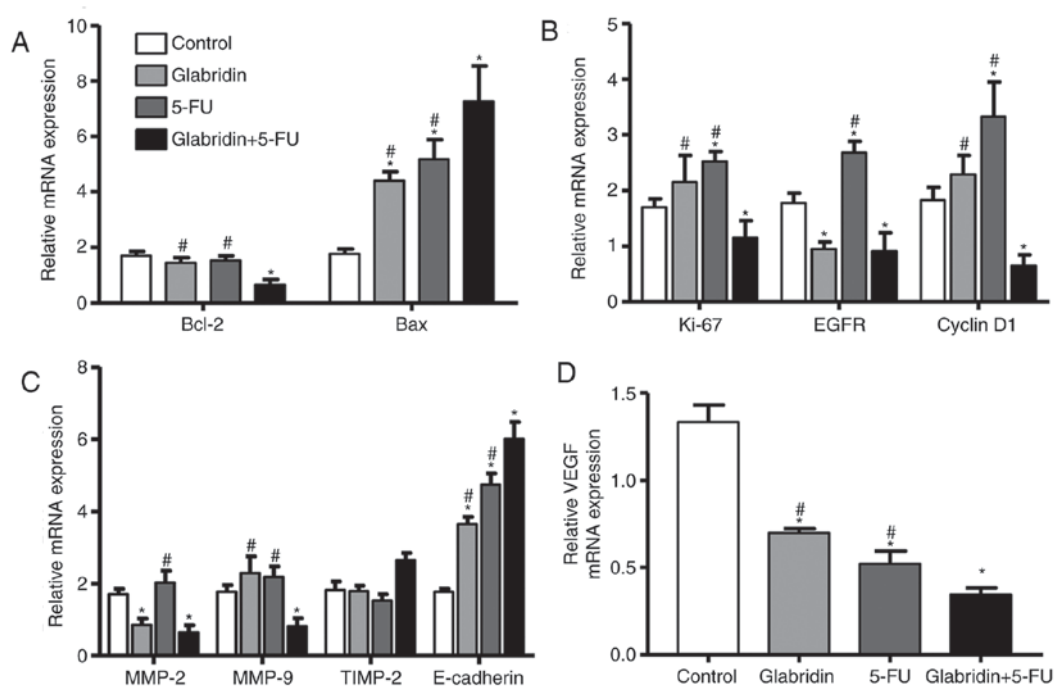 A
Relative mRNA expression
10
8
6
4
2
0
Control
Glabridin
5-FU
Glabridin+5-FU
#
#
*
#
*
#
*
*
Bcl-2
Bax
B
Relative mRNA expression
5
4
3
2
1
0
#
#
*
*
*
#
*
*
#
#
*
*
Ki-67
EGFR
Cyclin D1
C
Relative mRNA expression
8
6
4
2
0
*
#
*
#
#
*
#
*
#
*
*
MMP-2
MMP-9
TIMP-2
E-cadherin
D
Relative VEGF
mRNA expression
1.5
1.0
0.5
0.0
#
*
#
*
*
Control
Glabridin
5-FU
Glabridin+5-FU